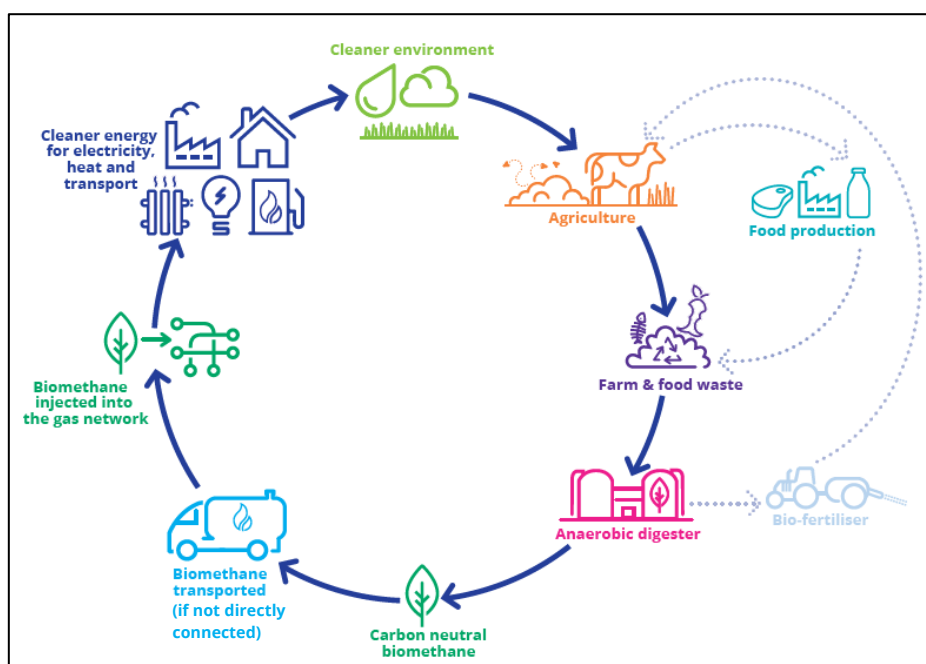 Cleaner environment
Cleaner energy
for electricity,
heat and
transport
Agriculture
Food production
Farm & food waste
Biomethane
injected into
the gas network
Anaerobic digester
Bio-fertiliser
Biomethane
transported
(if not directly
connected)
Carbon neutral
biomethane